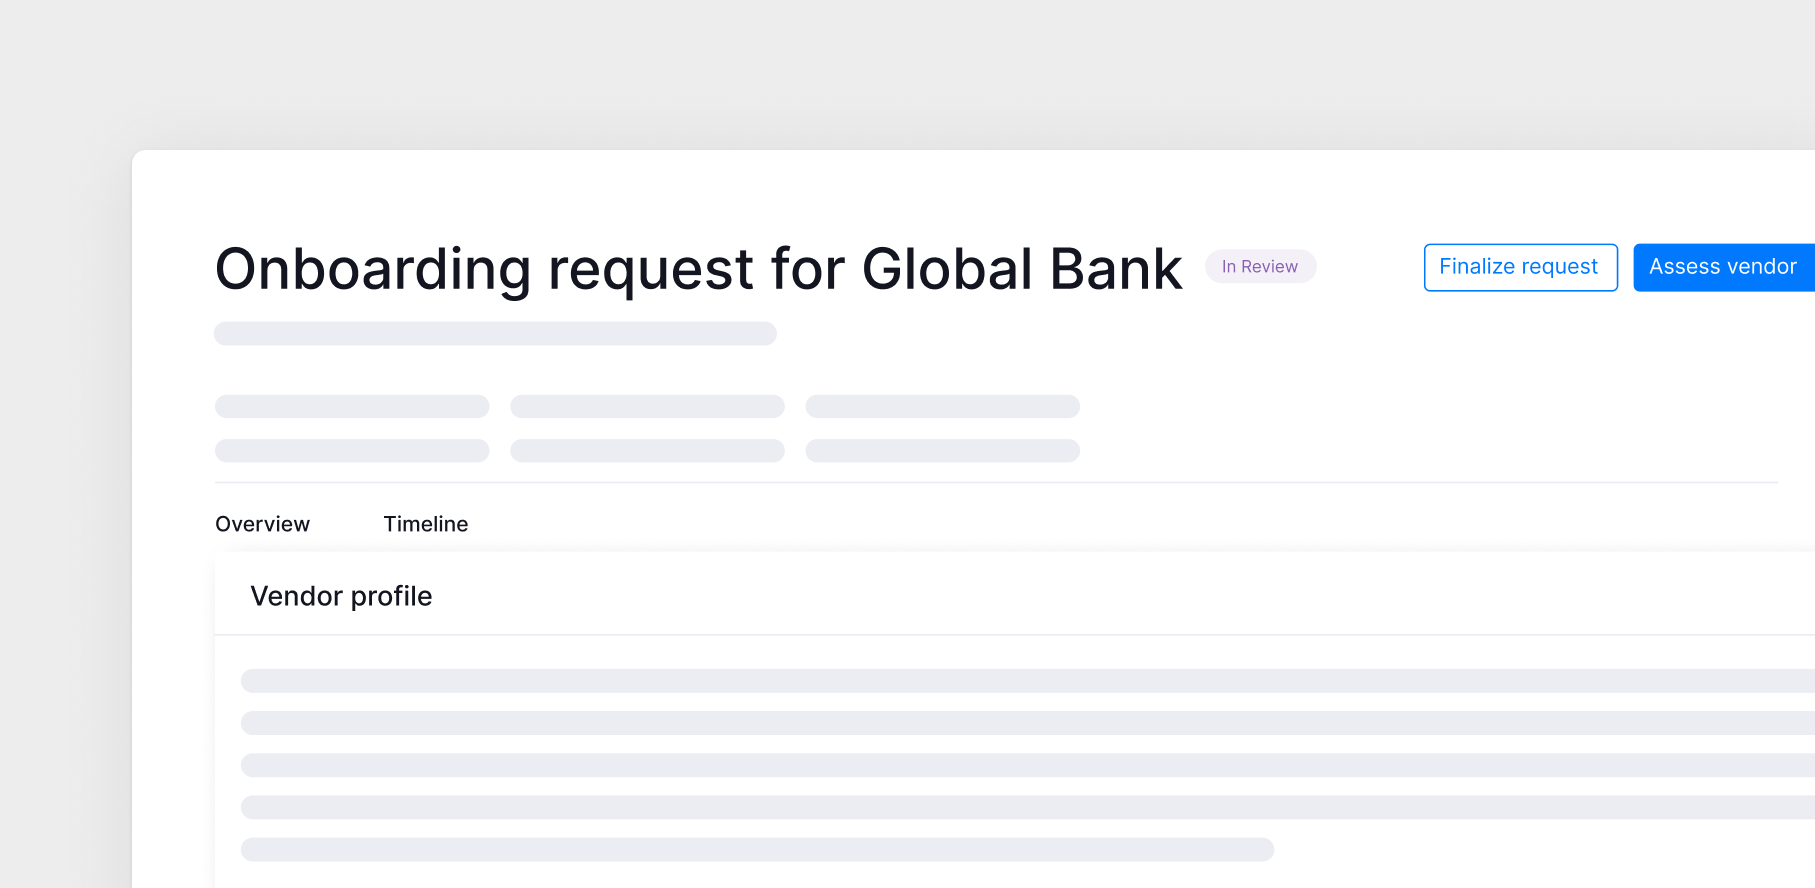 Onboarding request for Global Bank In Review Finalize request Assess vendor
Overview Timeline
Vendor profile